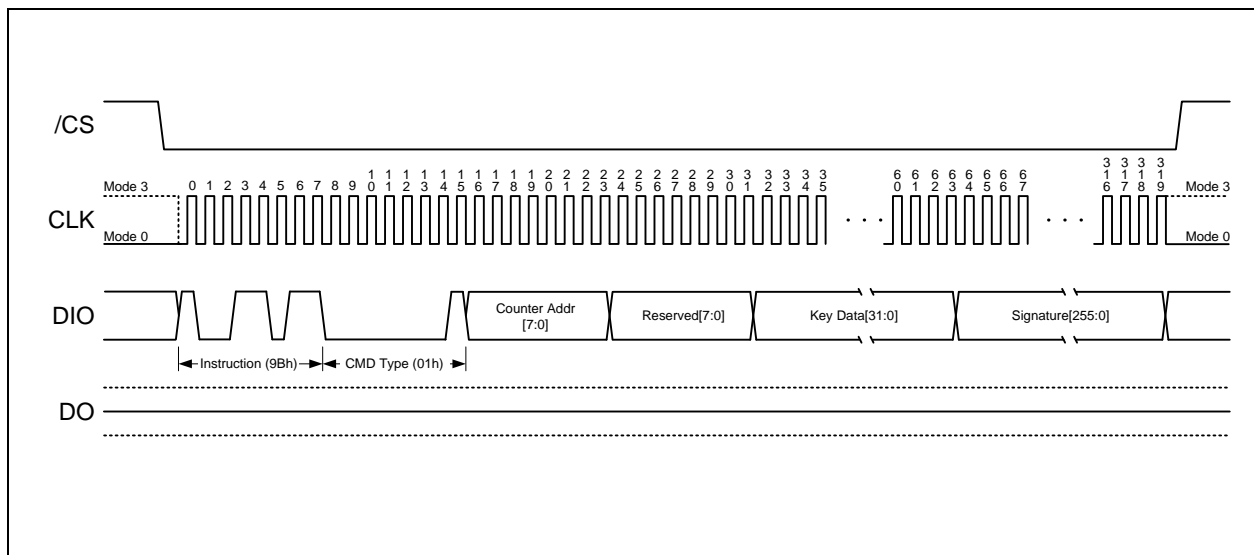 /CS
Mode 3
0 1 2 3 4 5 6 7 8 9 10 11 12 13 14 15 16 17 18 19 20 21 22 23 24 25 26 27 28 29 30 31 32 33 34 35 60 61 62 63 64 65 66 67 316 317 318 319
Mode 3
CLK
. . .
. . .
Mode 0
Mode 0
DIO
Counter Addr
[7:0]
Reserved[7:0]
Key Data[31:0]
Signature[255:0]
Instruction (9Bh)
CMD Type (01h)
DO